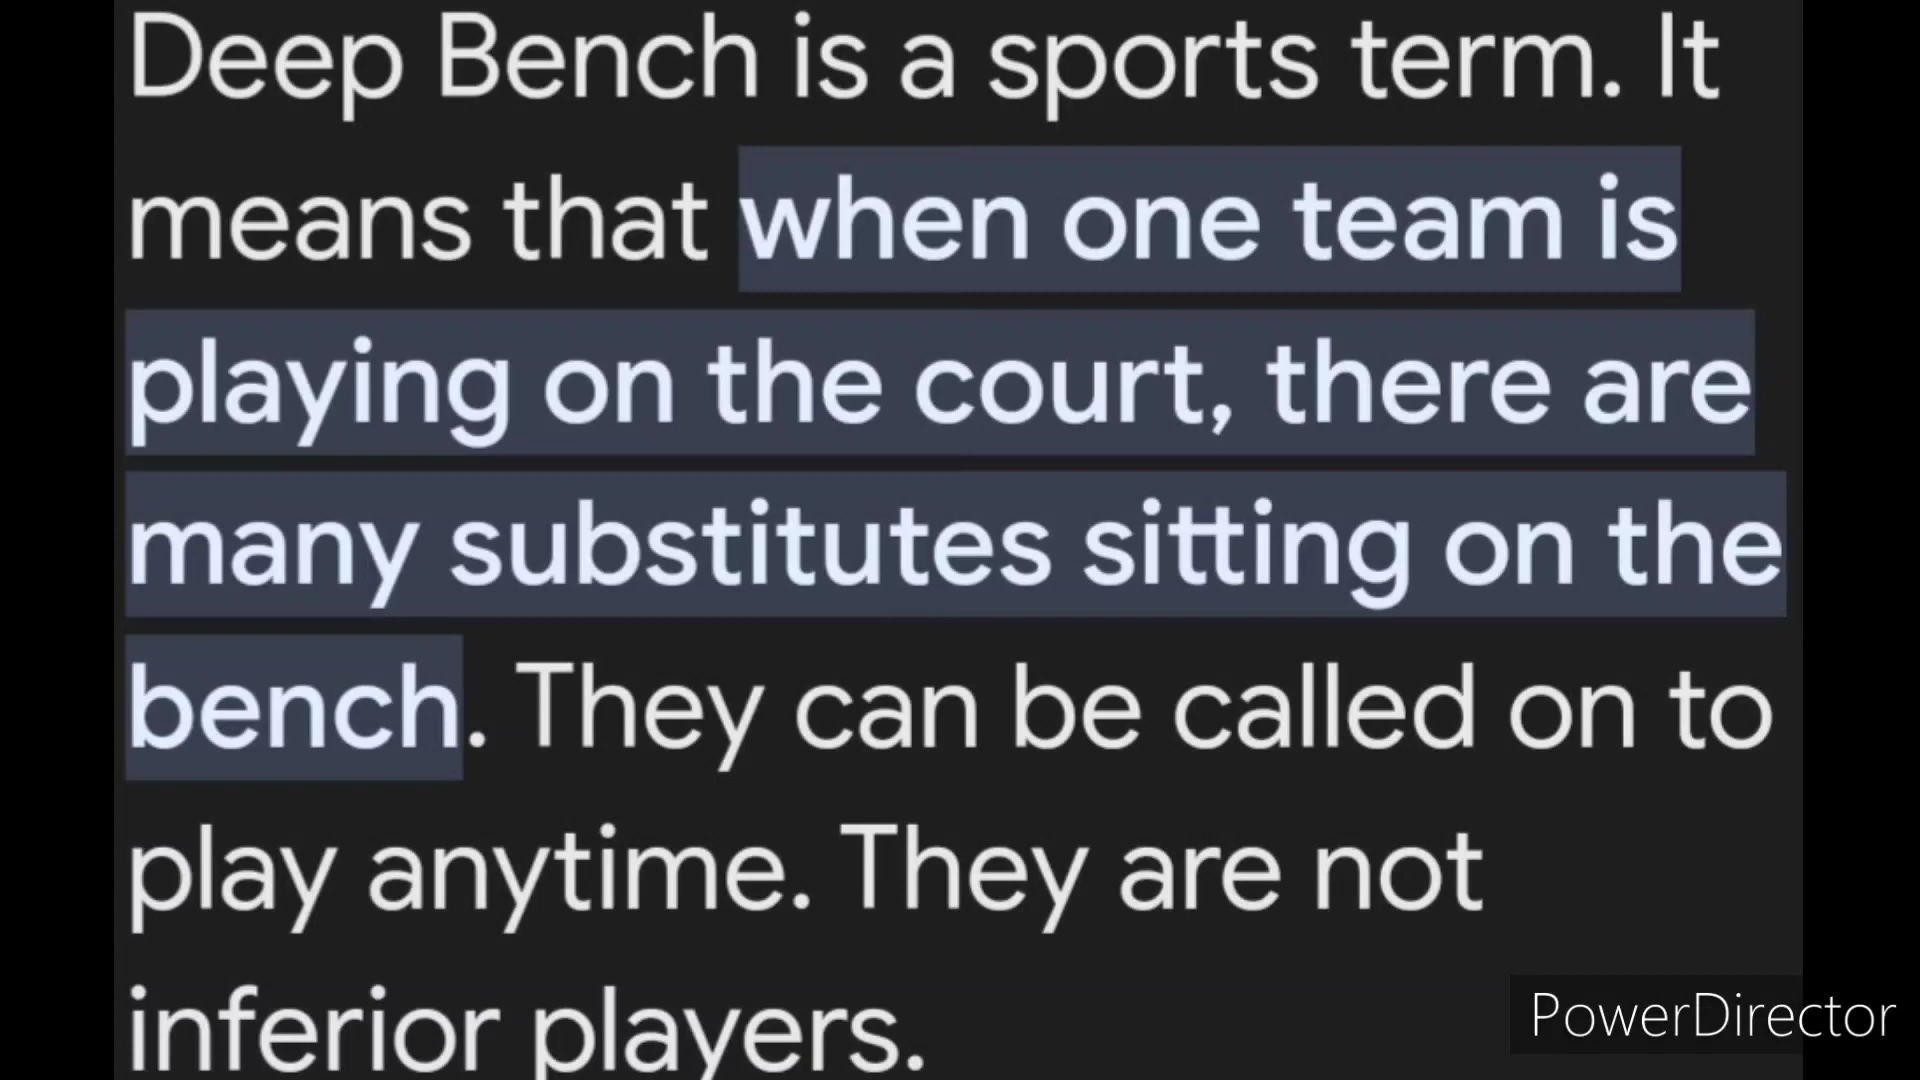 Deep Bench is a sports term. It
means that when one team is
playing on the court, there are
many substitutes sitting on the
bench. They can be called on to
play anytime. They are not
inferior players.
PowerDirector